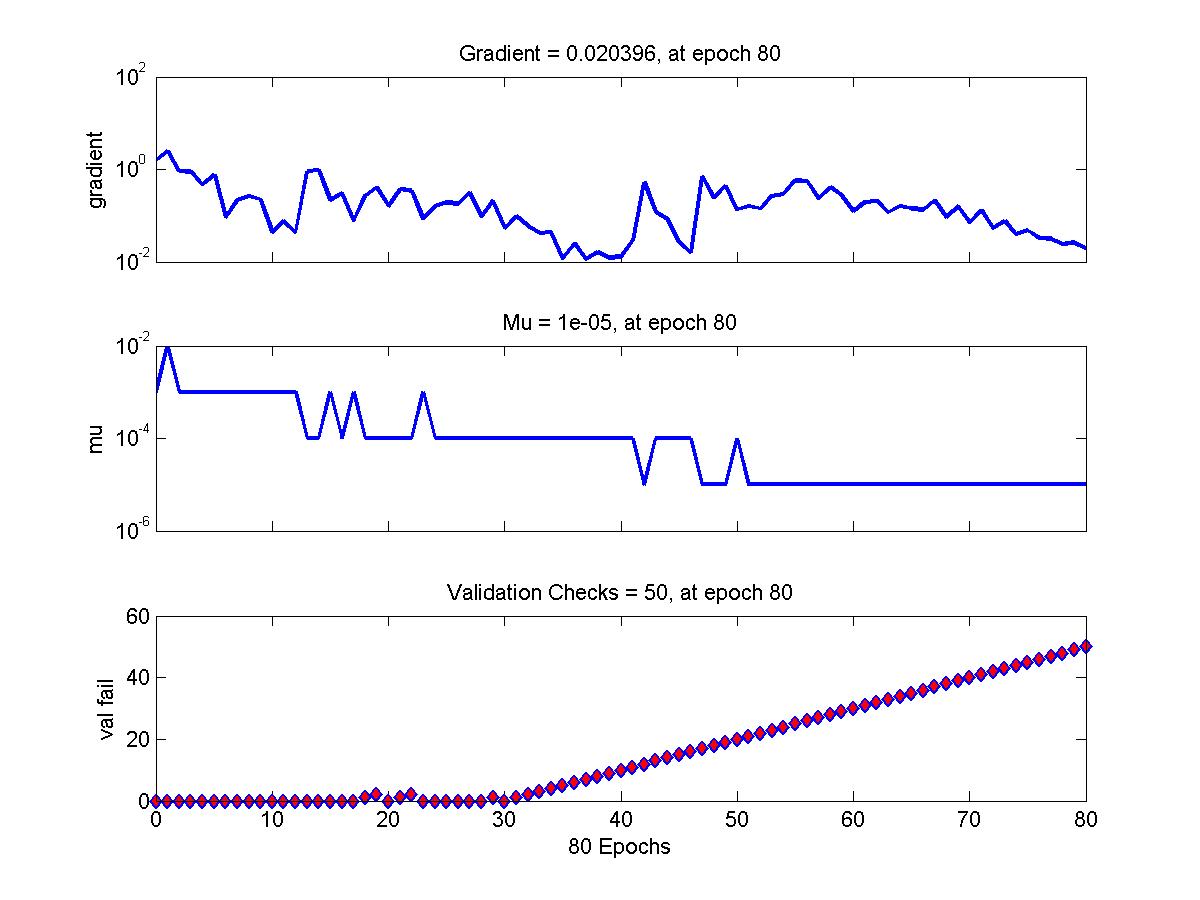 Gradient = 0.020396, at epoch 80
10^2
10^0
10^-2
gradient
Mu = 1e-05, at epoch 80
10^-2
10^-4
10^-6
mu
Validation Checks = 50, at epoch 80
60
40
20
0
val fail
0 10 20 30 40 50 60 70 80
80 Epochs